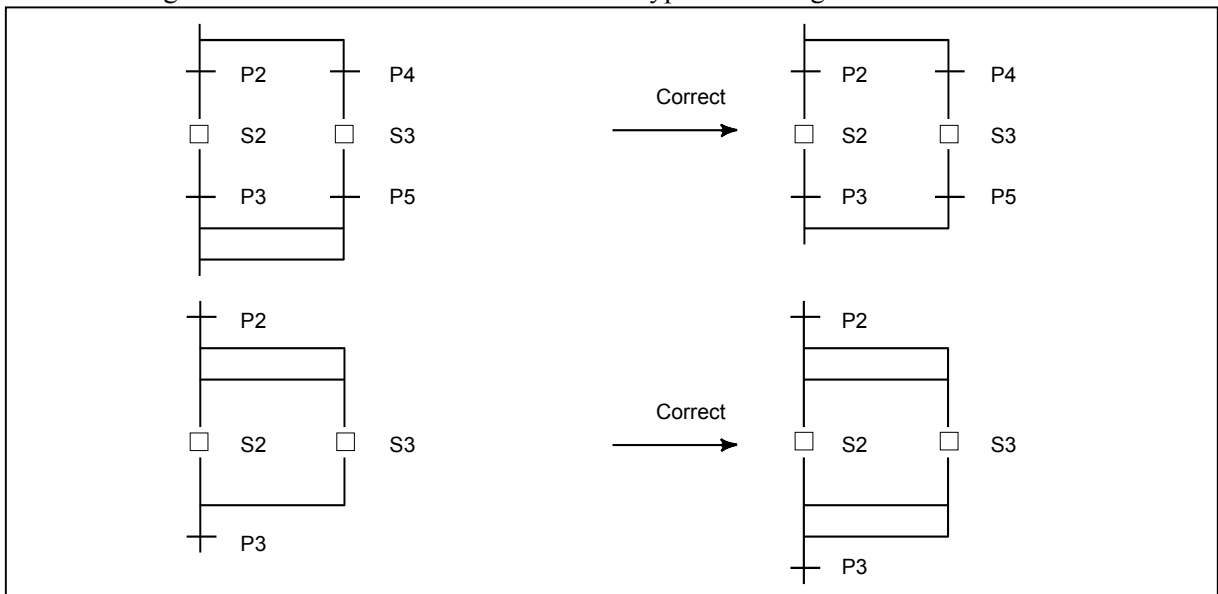 P2 P4 P2 P4
Correct
S2 S3 S2 S3
P3 P5 P3 P5
P2 P2
Correct
S2 S3 S2 S3
P3
P3